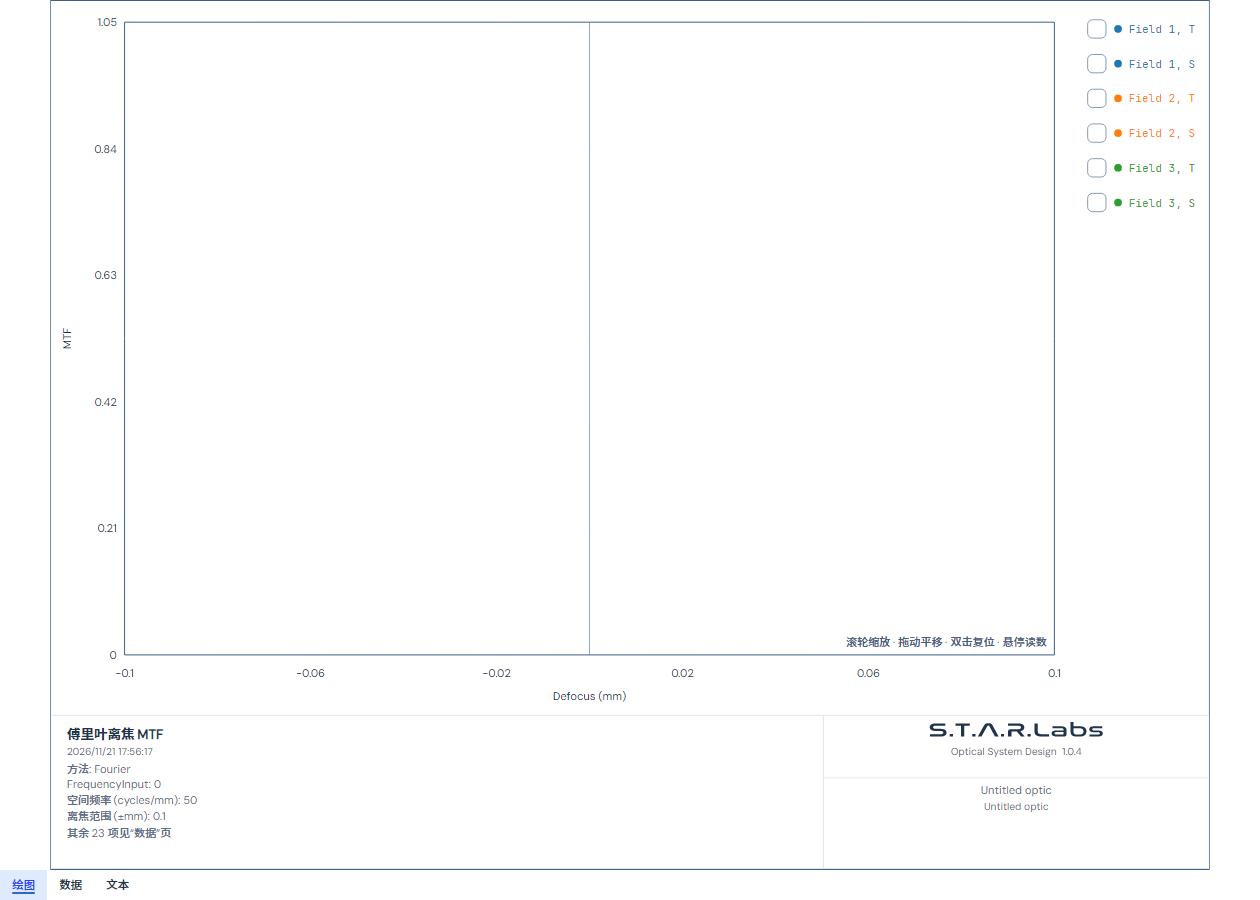 1.05
0.84
0.63
0.42
0.21
0
MTF
-0.1
-0.06
-0.02
0.02
0.06
0.1
Defocus (mm)
滚轮缩放 · 拖动平移 · 双击复位 · 悬停读数
Field 1, T
Field 1, S
Field 2, T
Field 2, S
Field 3, T
Field 3, S
傅里叶离焦 MTF
2026/11/21 17:56:17
方法: Fourier
FrequencyInput: 0
空间频率 (cycles/mm): 50
离焦范围 (±mm): 0.1
其余 23 项见“数据”页
S.T.A.R.Labs
Optical System Design 1.0.4
Untitled optic
Untitled optic
绘图 数据 文本